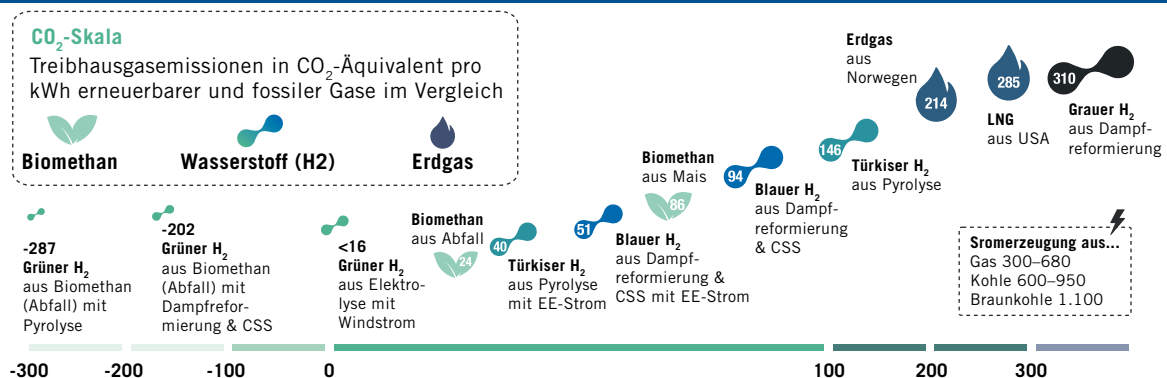 CO₂-Skala
Treibhausgasemissionen in CO₂-Äquivalent pro
kWh erneuerbarer und fossiler Gase im Vergleich
Biomethan
Wasserstoff (H2)
Erdgas
-287
Grüner H₂
aus Biomethan
(Abfall) mit
Pyrolyse
-202
Grüner H₂
aus Biomethan
(Abfall) mit
Dampfrefor-
mierung & CSS
<16
Grüner H₂
aus Elektro-
lyse mit
Windstrom
Biomethan
aus Abfall
24
40
Türkiser H₂
aus Pyrolyse
mit EE-Strom
51
Blauer H₂
aus Dampf-
reformierung &
CSS mit EE-Strom
Biomethan
aus Mais
86
94
Blauer H₂
aus Dampf-
reformierung
& CSS
146
Türkiser H₂
aus Pyrolyse
Erdgas
aus
Norwegen
214
285
LNG
aus USA
310
Grauer H₂
aus Dampf-
reformierung
Sromerzeugung aus...
Gas 300–680
Kohle 600–950
Braunkohle 1.100
-300
-200
-100
0
100
200
300